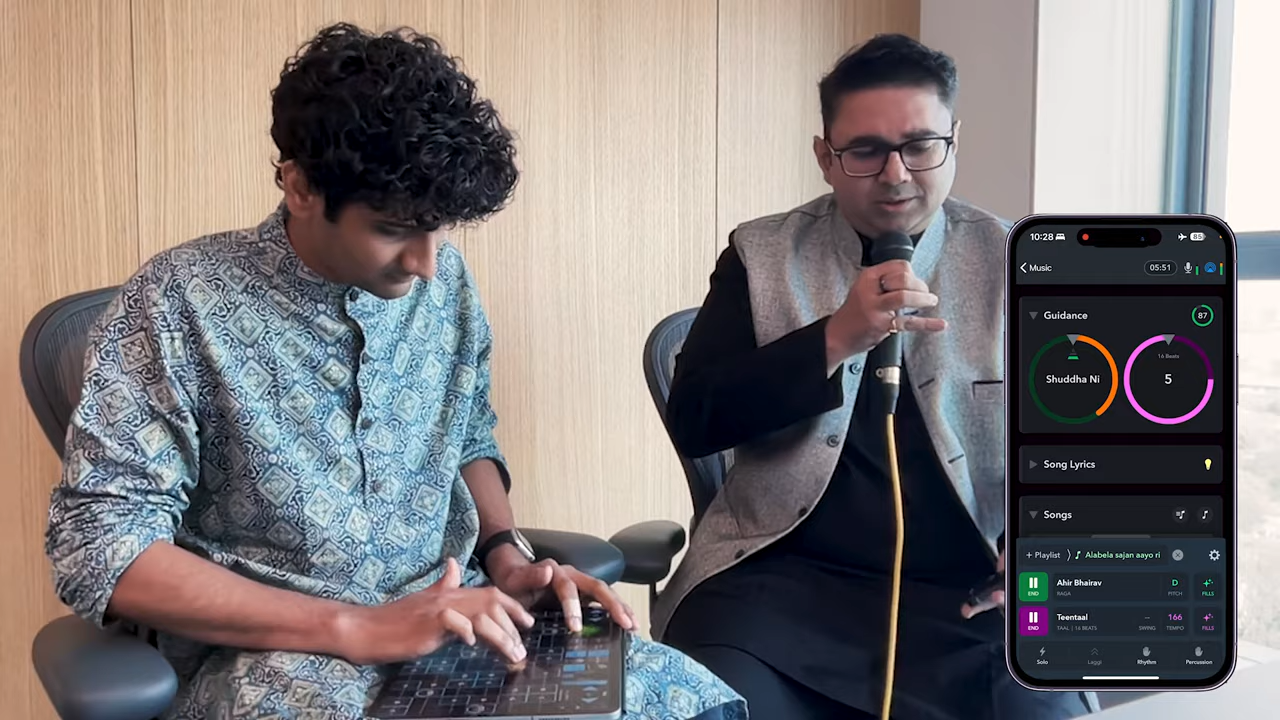 10:28
85
Music
05:51
Guidance
87
Shuddha Ni
16 Beats
5
Song Lyrics
Songs
+ Playlist
Alabela sajan aayo ri
END
Ahir Bhairav
RAGA
D
PITCH
FILLS
END
Teentaal
TAAL | 16 BEATS
--
SWING
166
TEMPO
FILLS
Solo
Laggi
Rhythm
Percussion